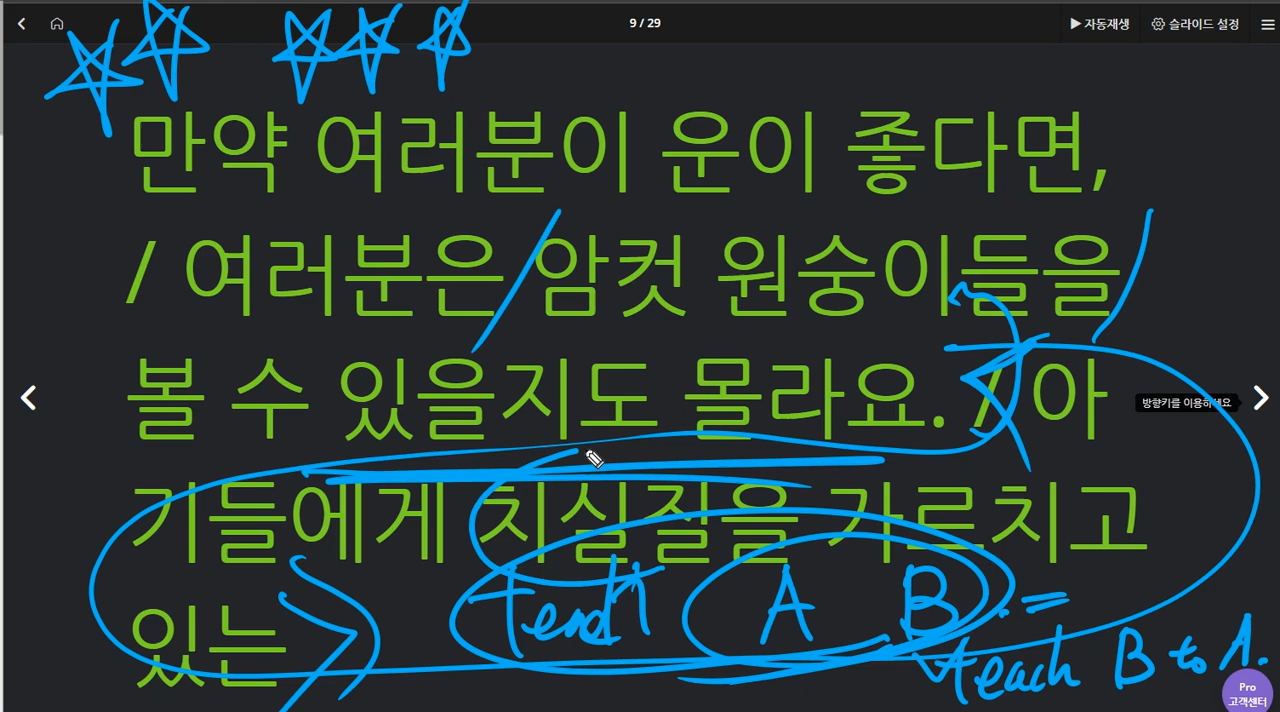 9 / 29
자동재생
슬라이드 설정
만약 여러분이 운이 좋다면,
/ 여러분은 암컷 원숭이들을
볼 수 있을지도 몰라요. / 아
방향키를 이용하세요
기들에게 치실질을 가르치고
있는
A B. =
teach B to A.
Pro
고객센터